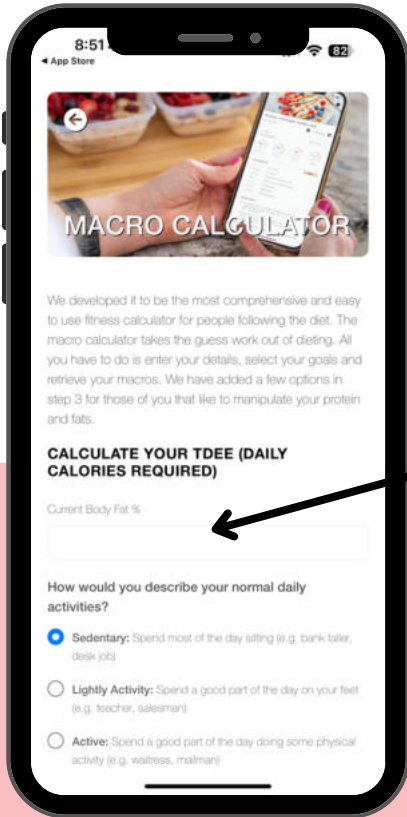 8:51
82
◀ App Store
MACRO CALCULATOR
We developed it to be the most comprehensive and easy
to use fitness calculator for people following the diet. The
macro calculator takes the guess work out of dieting. All
you have to do is enter your details, select your goals and
retrieve your macros. We have added a few options in
step 3 for those of you that like to manipulate your protein
and fats.
CALCULATE YOUR TDEE (DAILY
CALORIES REQUIRED)
Current Body Fat %
How would you describe your normal daily
activities?
Sedentary: Spend most of the day sitting (e.g. bank taller,
desk job)
Lightly Activity: Spend a good part of the day on your feet
(e.g. teacher, salesman)
Active: Spend a good part of the day doing some physical
activity (e.g. waitress, mailman)